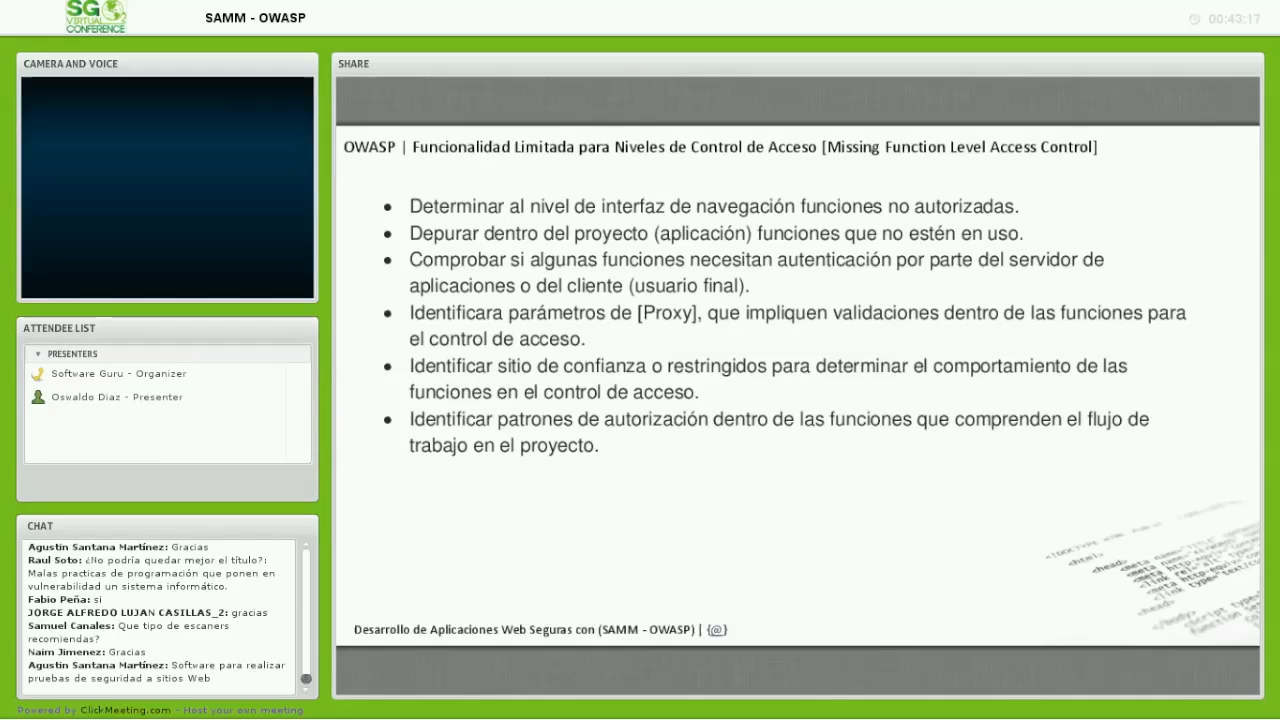 SG
VIRTUAL
CONFERENCE
SAMM - OWASP
00:43:17
CAMERA AND VOICE
ATTENDEE LIST
PRESENTERS
Software Guru - Organizer
Oswaldo Diaz - Presenter
CHAT
Agustin Santana Martínez: Gracias
Raul Soto: ¿No podría quedar mejor el título?:
Malas practicas de programación que ponen en
vulnerabilidad un sistema informático.
Fabio Peña: si
JORGE ALFREDO LUJAN CASILLAS_2: gracias
Samuel Canales: Que tipo de escaners
recomiendas?
Naim Jimenez: Gracias
Agustin Santana Martínez: Software para realizar
pruebas de seguridad a sitios Web
Powered by ClickMeeting.com - Host your own meeting
SHARE
OWASP | Funcionalidad Limitada para Niveles de Control de Acceso [Missing Function Level Access Control]
• Determinar al nivel de interfaz de navegación funciones no autorizadas.
• Depurar dentro del proyecto (aplicación) funciones que no estén en uso.
• Comprobar si algunas funciones necesitan autenticación por parte del servidor de
aplicaciones o del cliente (usuario final).
• Identificara parámetros de [Proxy], que impliquen validaciones dentro de las funciones para
el control de acceso.
• Identificar sitio de confianza o restringidos para determinar el comportamiento de las
funciones en el control de acceso.
• Identificar patrones de autorización dentro de las funciones que comprenden el flujo de
trabajo en el proyecto.
<html>
<head>
Desarrollo de Aplicaciones Web Seguras con (SAMM - OWASP) | {@}